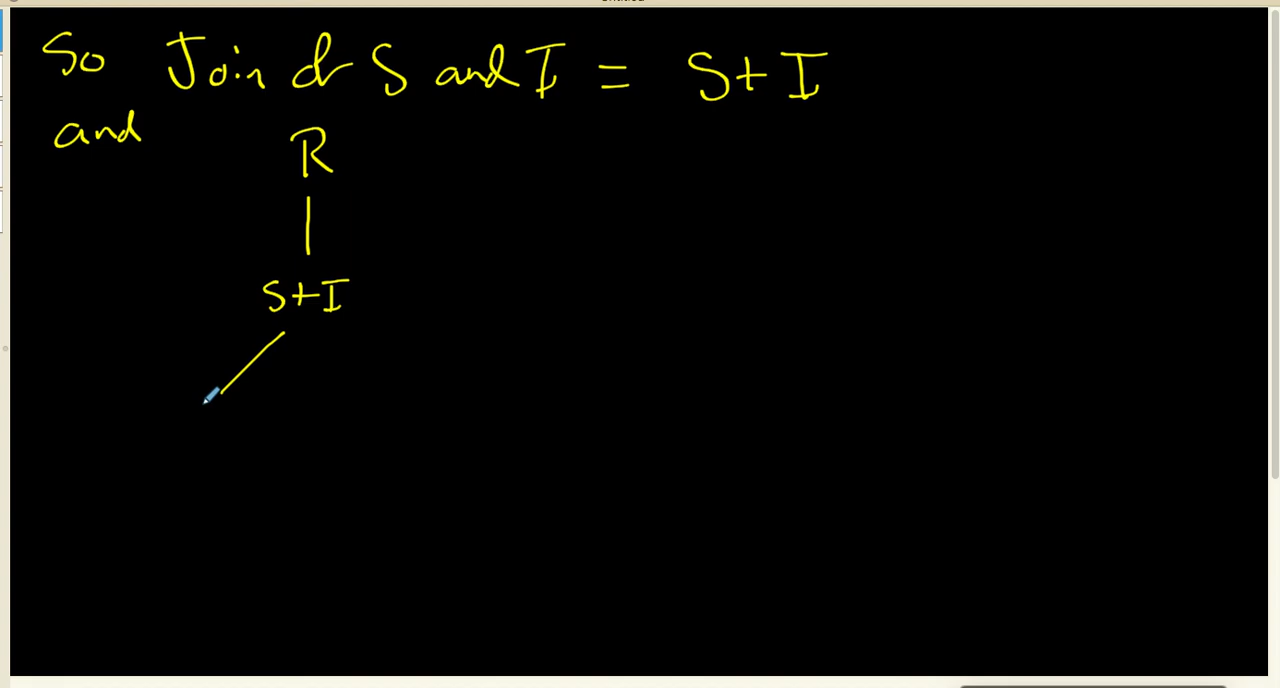 So Join of S and I = S+I
and
R
S+I